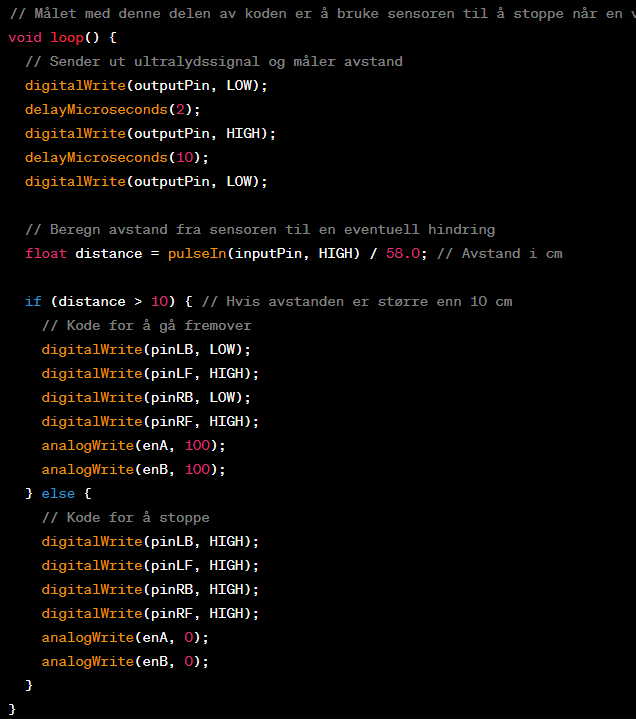 // Målet med denne delen av koden er å bruke sensoren til å stoppe når en
void loop() {
  // Sender ut ultralydssignal og måler avstand
  digitalWrite(outputPin, LOW);
  delayMicroseconds(2);
  digitalWrite(outputPin, HIGH);
  delayMicroseconds(10);
  digitalWrite(outputPin, LOW);

  // Beregn avstand fra sensoren til en eventuell hindring
  float distance = pulseIn(inputPin, HIGH) / 58.0; // Avstand i cm

  if (distance > 10) { // Hvis avstanden er større enn 10 cm
    // Kode for å gå fremover
    digitalWrite(pinLB, LOW);
    digitalWrite(pinLF, HIGH);
    digitalWrite(pinRB, LOW);
    digitalWrite(pinRF, HIGH);
    analogWrite(enA, 100);
    analogWrite(enB, 100);
  } else {
    // Kode for å stoppe
    digitalWrite(pinLB, HIGH);
    digitalWrite(pinLF, HIGH);
    digitalWrite(pinRB, HIGH);
    digitalWrite(pinRF, HIGH);
    analogWrite(enA, 0);
    analogWrite(enB, 0);
  }
}